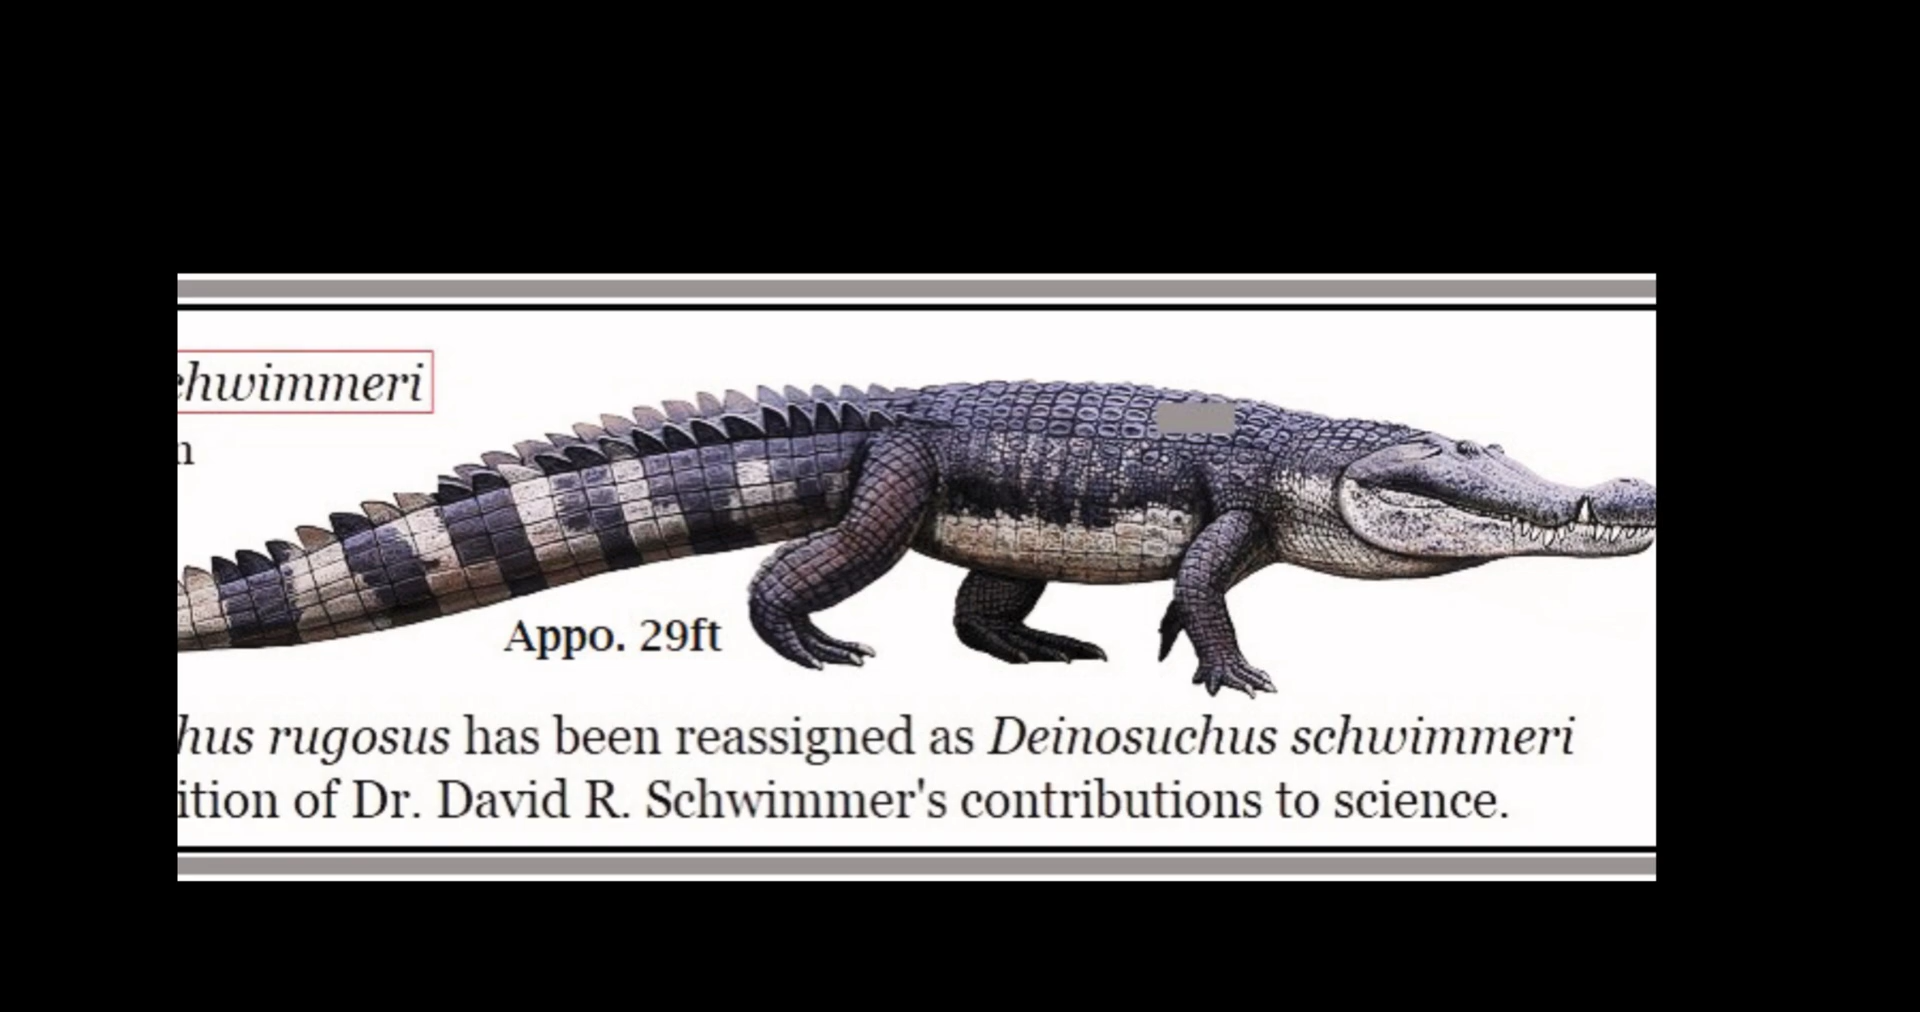 chwimmeri
n
Appo. 29ft
hus rugosus has been reassigned as Deinosuchus schwimmeri
ition of Dr. David R. Schwimmer's contributions to science.